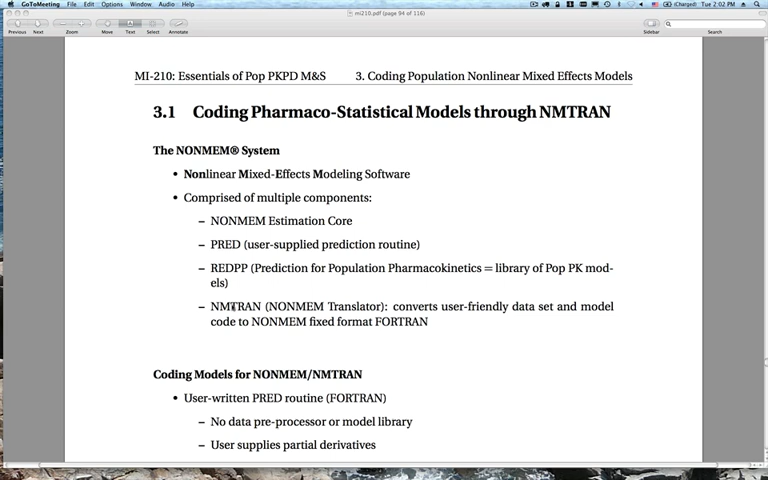 GoToMeeting File Edit Options Window Audio Help (Charged) Tue 2:02 PM
mi210.pdf (page 94 of 116)
Previous Next Zoom Move Text Select Annotate Sidebar Search
MI-210: Essentials of Pop PKPD M&S 3. Coding Population Nonlinear Mixed Effects Models
3.1 Coding Pharmaco-Statistical Models through NMTRAN
The NONMEM® System
• Nonlinear Mixed-Effects Modeling Software
• Comprised of multiple components:
– NONMEM Estimation Core
– PRED (user-supplied prediction routine)
– REDPP (Prediction for Population Pharmacokinetics = library of Pop PK mod-
els)
– NMTRAN (NONMEM Translator): converts user-friendly data set and model
code to NONMEM fixed format FORTRAN
Coding Models for NONMEM/NMTRAN
• User-written PRED routine (FORTRAN)
– No data pre-processor or model library
– User supplies partial derivatives